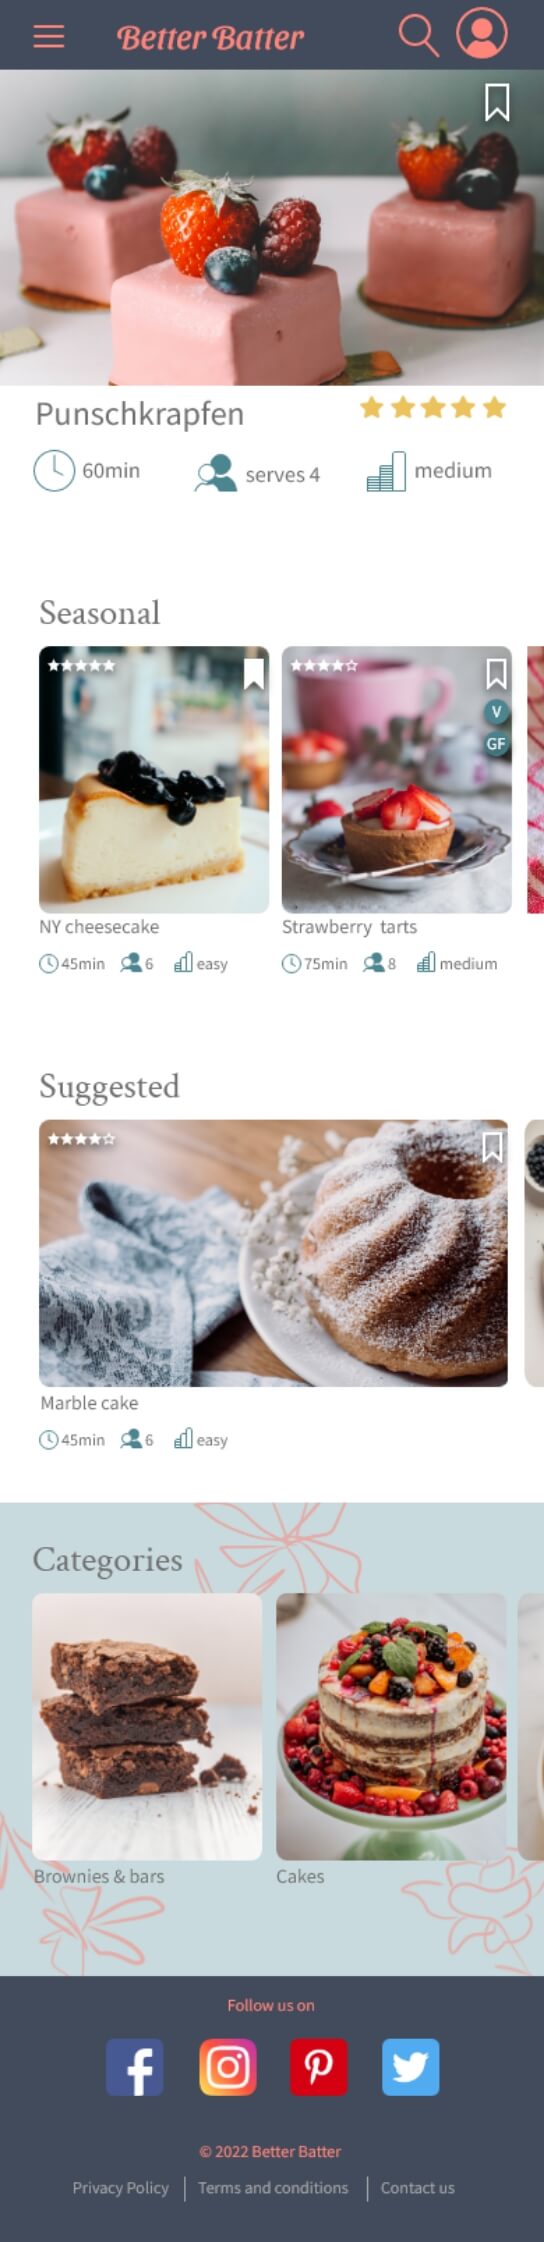 Better Batter
Punschkrapfen
60min serves 4 medium
Seasonal
V
GF
NY cheesecake Strawberry tarts
45min 6 easy 75min 8 medium
Suggested
Marble cake
45min 6 easy
Categories
Brownies & bars Cakes
Follow us on
© 2022 Better Batter
Privacy Policy Terms and conditions Contact us